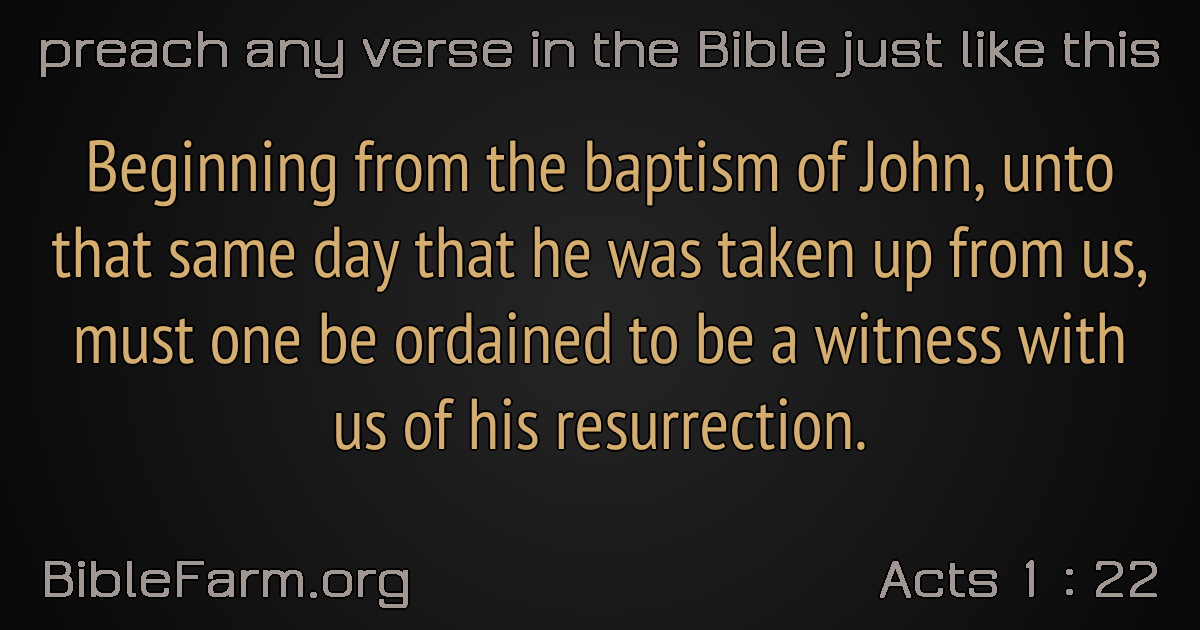 preach any verse in the Bible just like this
Beginning from the baptism of John, unto
that same day that he was taken up from us,
must one be ordained to be a witness with
us of his resurrection.
BibleFarm.org
Acts 1 : 22